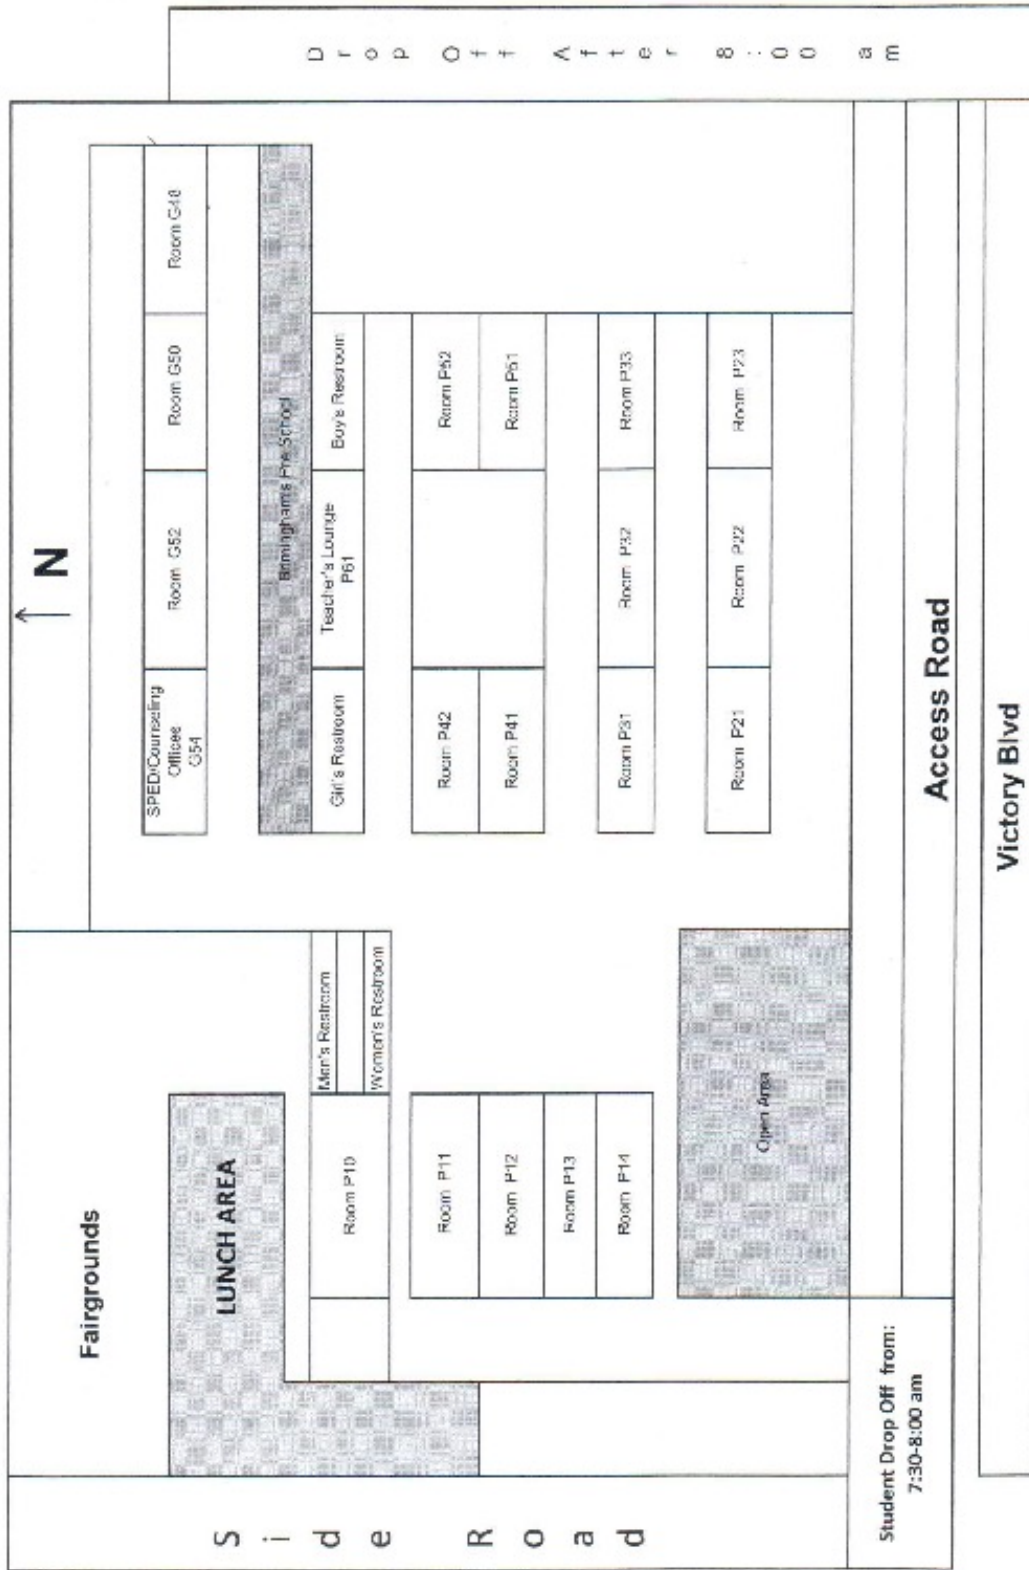 N
Fairgrounds
SPED/Counseling
Offices
G54
Room G52
Room G50
Room G48
LUNCH AREA
Birmingham's Pre-School
Side Road
Room P10
Men's Restroom
Women's Restroom
Girl's Restroom
Teacher's Lounge
P61
Boy's Restroom
Drop Off After 8:00 am
Room P11
Room P42
Room P52
Room P12
Room P41
Room P51
Room P13
Room P14
Room P31
Room P32
Room P33
Open Area
Room P21
Room P22
Room P23
Student Drop Off from:
7:30-8:00 am
Access Road
Victory Blvd